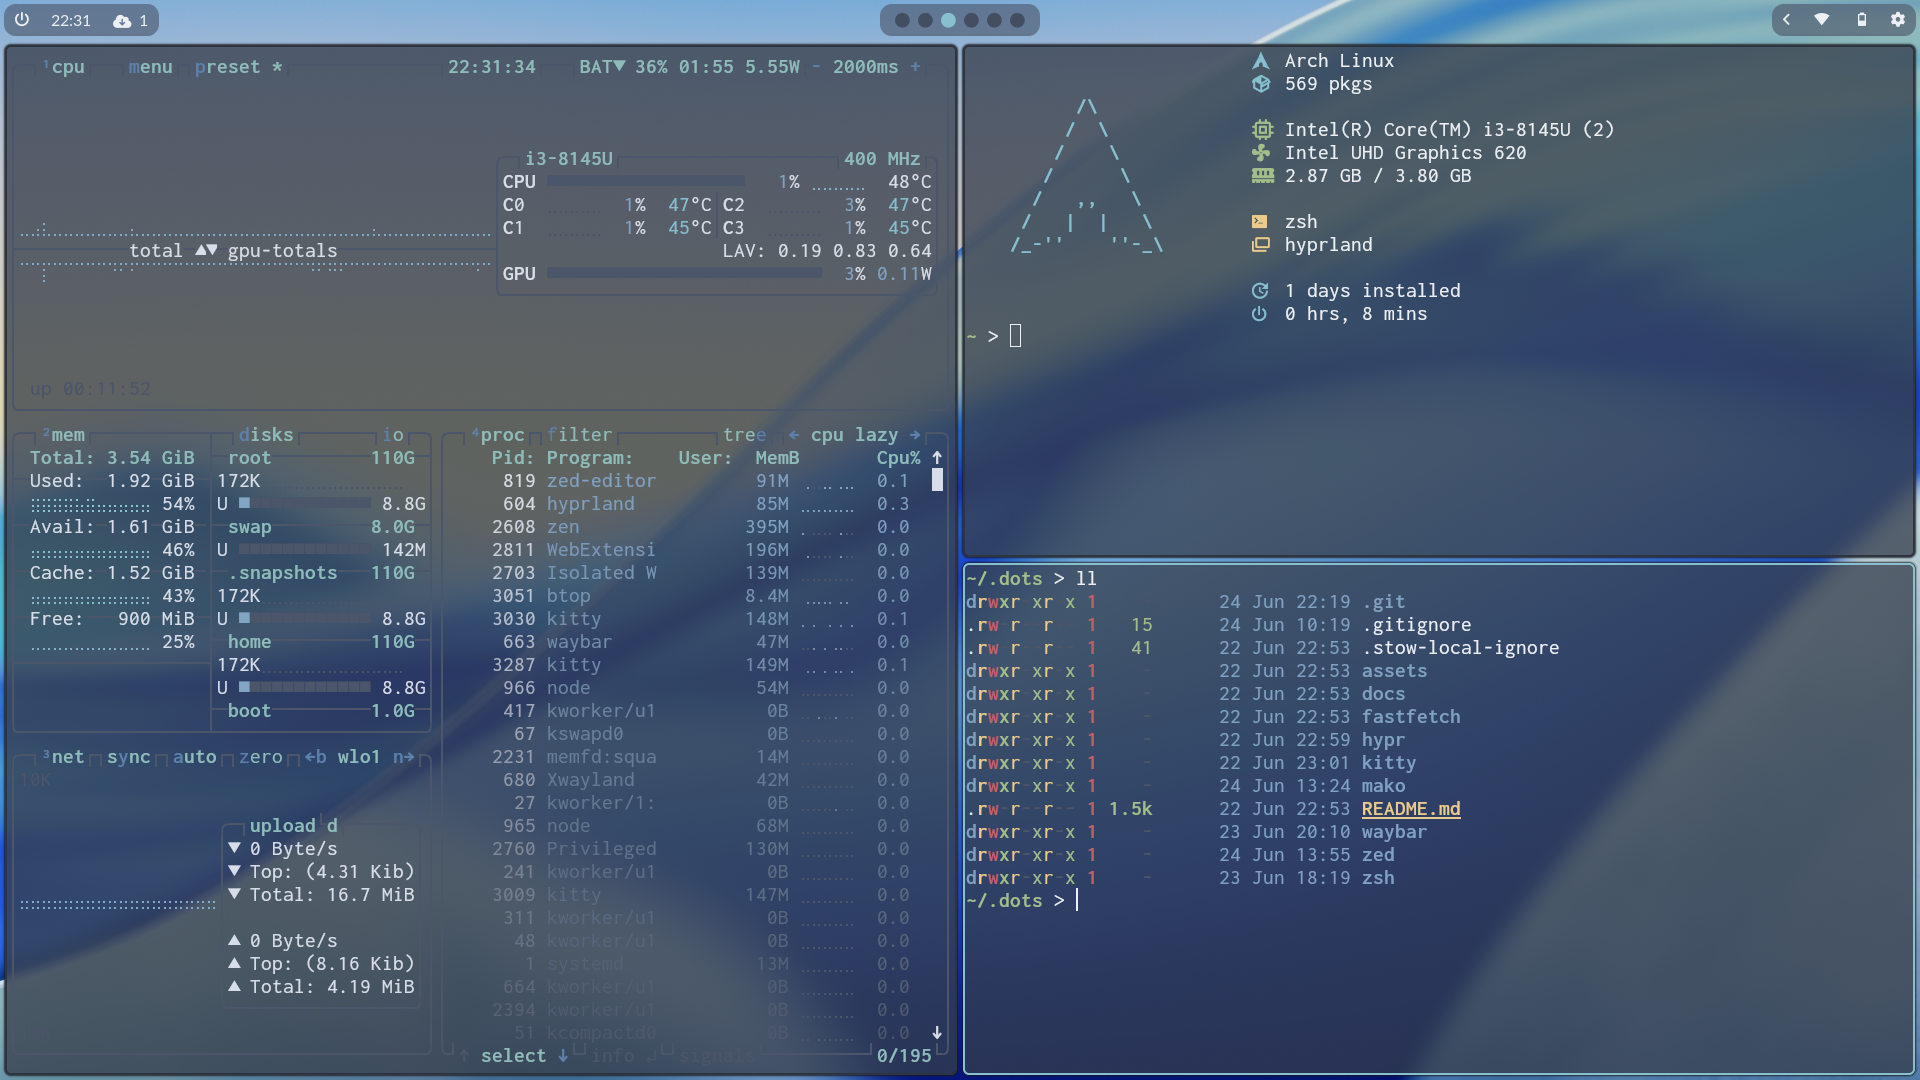 22:31 1
¹cpu menu preset * 22:31:34 BAT▼ 36% 01:55 5.55W - 2000ms +
i3-8145U 400 MHz
CPU 1% 48°C
C0 1% 47°C C2 3% 47°C
C1 1% 45°C C3 1% 45°C
total ▲▼ gpu-totals
LAV: 0.19 0.83 0.64
GPU 3% 0.11W
up 00:11:52
²mem
Total: 3.54 GiB
Used: 1.92 GiB
54%
Avail: 1.61 GiB
46%
Cache: 1.52 GiB
43%
Free: 900 MiB
25%
disks io
root 110G
172K
U 8.8G
swap 8.0G
U 142M
.snapshots 110G
172K
U 8.8G
home 110G
172K
U 8.8G
boot 1.0G
³net sync auto zero ←b wlo1 n→
10K
upload d
▼ 0 Byte/s
▼ Top: (4.31 Kib)
▼ Total: 16.7 MiB
▲ 0 Byte/s
▲ Top: (8.16 Kib)
▲ Total: 4.19 MiB
⁴proc filter tree ← cpu lazy →
Pid: Program: User: MemB Cpu% ↑
819 zed-editor 91M 0.1
604 hyprland 85M 0.3
2608 zen 395M 0.0
2811 WebExtensi 196M 0.0
2703 Isolated W 139M 0.0
3051 btop 8.4M 0.0
3030 kitty 148M 0.1
663 waybar 47M 0.0
3287 kitty 149M 0.1
966 node 54M 0.0
417 kworker/u1 0B 0.0
67 kswapd0 0B 0.0
2231 memfd:squa 14M 0.0
680 Xwayland 42M 0.0
27 kworker/1: 0B 0.0
965 node 68M 0.0
2760 Privileged 130M 0.0
241 kworker/u1 0B 0.0
3009 kitty 147M 0.0
311 kworker/u1 0B 0.0
48 kworker/u1 0B 0.0
1 systemd 13M 0.0
664 kworker/u1 0B 0.0
2394 kworker/u1 0B 0.0
51 kcompactd0 0B 0.0 ↓
↑ select ↓ info ↵ signals 0/195
/\
/ \
/ \
/ \
/ ,, \
/ | | \
/_-'' ''-_\
Arch Linux
569 pkgs
Intel(R) Core(TM) i3-8145U (2)
Intel UHD Graphics 620
2.87 GB / 3.80 GB
zsh
hyprland
1 days installed
0 hrs, 8 mins
~ >
~/.dots > ll
drwxr xr x 1 24 Jun 22:19 .git
.rw r r 1 15 24 Jun 10:19 .gitignore
.rw r r 1 41 22 Jun 22:53 .stow-local-ignore
drwxr xr x 1 - 22 Jun 22:53 assets
drwxr xr x 1 - 22 Jun 22:53 docs
drwxr-xr-x 1 - 22 Jun 22:53 fastfetch
drwxr-xr-x 1 - 22 Jun 22:59 hypr
drwxr-xr-x 1 - 22 Jun 23:01 kitty
drwxr-xr-x 1 - 24 Jun 13:24 mako
.rw-r--r-- 1 1.5k 22 Jun 22:53 README.md
drwxr-xr-x 1 - 23 Jun 20:10 waybar
drwxr-xr-x 1 - 24 Jun 13:55 zed
drwxr-xr-x 1 - 23 Jun 18:19 zsh
~/.dots >